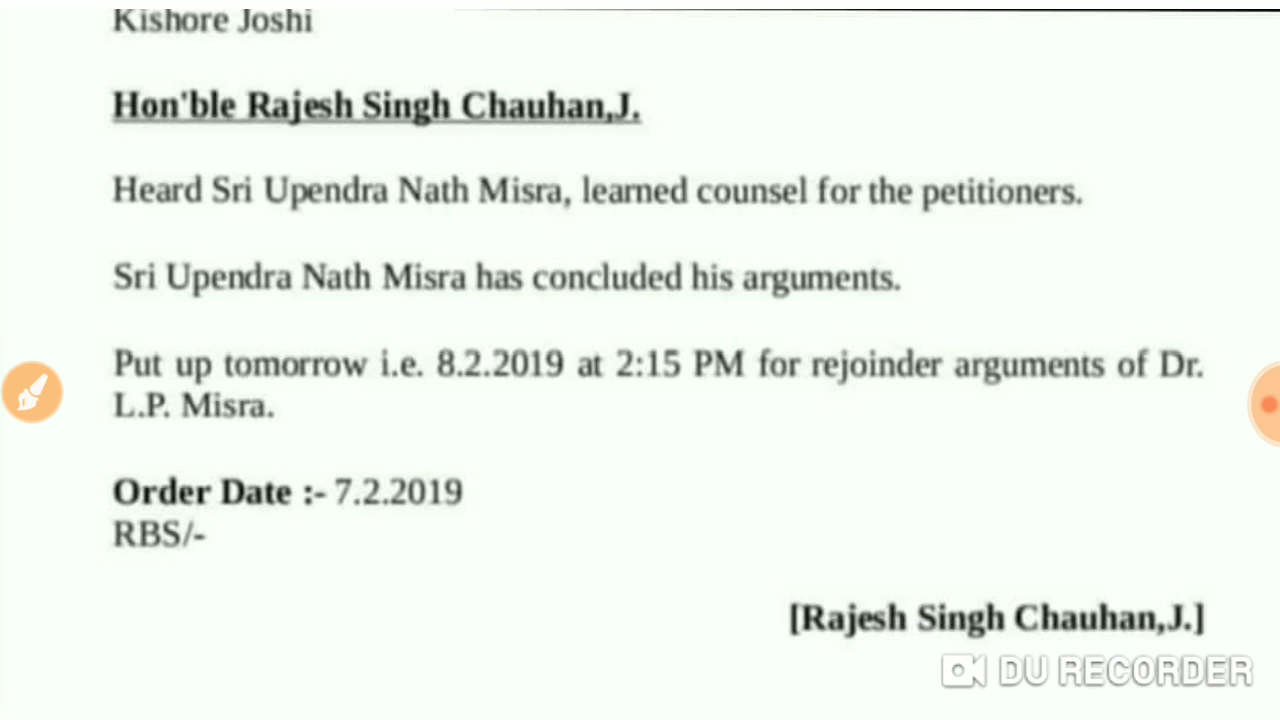 Kishore Joshi
Hon'ble Rajesh Singh Chauhan,J.
Heard Sri Upendra Nath Misra, learned counsel for the petitioners.
Sri Upendra Nath Misra has concluded his arguments.
Put up tomorrow i.e. 8.2.2019 at 2:15 PM for rejoinder arguments of Dr.
L.P. Misra.
Order Date :- 7.2.2019
RBS/-
[Rajesh Singh Chauhan,J.]
DU RECORDER